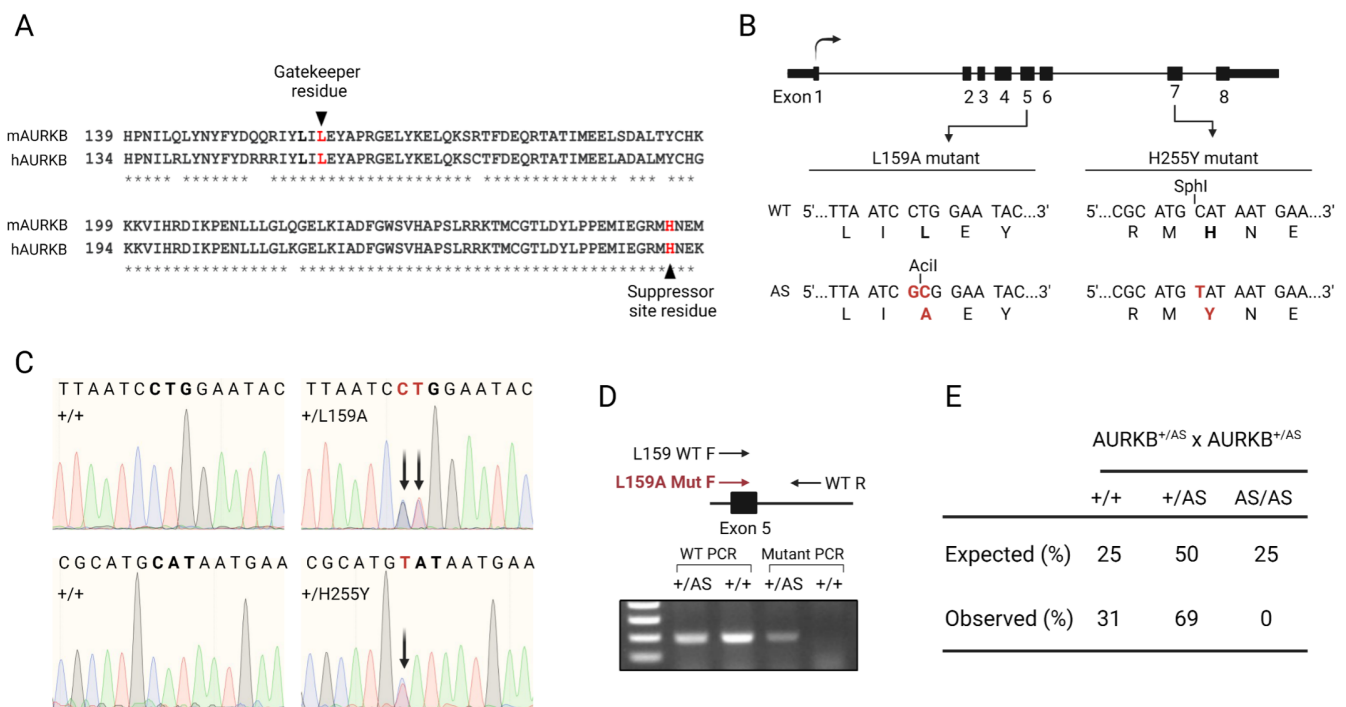 A
Gatekeeper
residue
mAURKB 139 HPNILQLYNYFYDQQRIYLILEYAPRGELYKELQKSRTFDEQRTATIMEELSDALTYCHK
hAURKB 134 HPNILRLYNYFYDRRRIYLILEYAPRGELYKELQKSCTFDEQRTATIMEELADALMYCHG
***** ******* ******************** ************** *** ***
mAURKB 199 KKVIHRDIKPENLLLGLQGELKIADFGWSVHAPSLRRKTMCGTLDYLPPEMIEGRMHNEM
hAURKB 194 KKVIHRDIKPENLLLGLKGELKIADFGWSVHAPSLRRKTMCGTLDYLPPEMIEGRMHNEK
***************** *****************************************
Suppressor
site residue
B
Exon 1 2 3 4 5 6 7 8
L159A mutant H255Y mutant
SphI
WT 5'...TTA ATC CTG GAA TAC...3' 5'...CGC ATG CAT AAT GAA...3'
L I L E Y R M H N E
AciI
AS 5'...TTA ATC GCG GAA TAC...3' 5'...CGC ATG TAT AAT GAA...3'
L I A E Y R M Y N E
C
TTAATCCTGGAATAC TTAATCCTGGAATAC
+/+ +/L159A
CGCATGCATAATGAA CGCATGTATAATGAA
+/+ +/H255Y
D
L159 WT F
L159A Mut F WT R
Exon 5
WT PCR Mutant PCR
+/AS +/+ +/AS +/+
E
AURKB+/AS x AURKB+/AS
+/+ +/AS AS/AS
Expected (%) 25 50 25
Observed (%) 31 69 0